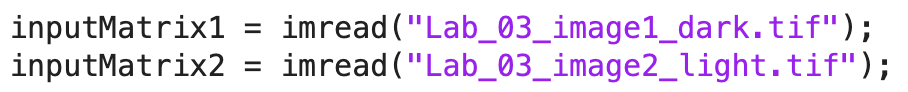 inputMatrix1 = imread("Lab_03_image1_dark.tif");
inputMatrix2 = imread("Lab_03_image2_light.tif");